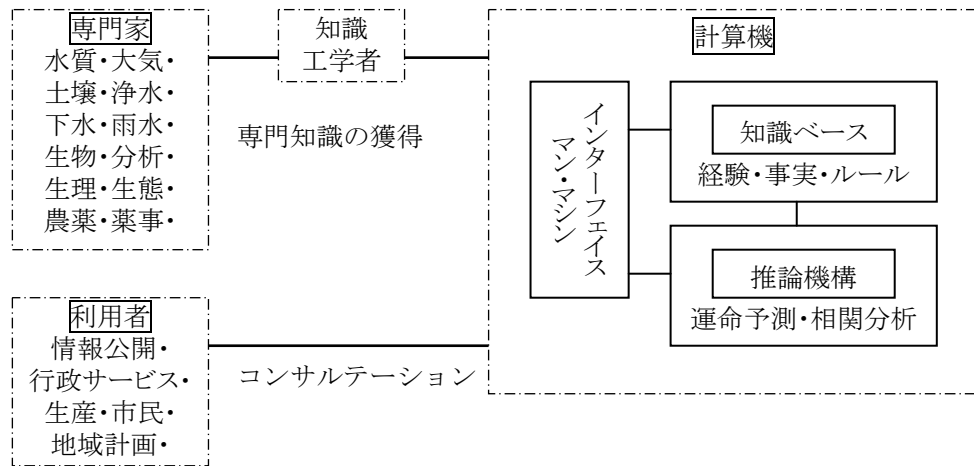 専門家
水質・大気・
土壌・浄水・
下水・雨水・
生物・分析・
生理・生態・
農薬・薬事・
知識
工学者
専門知識の獲得
計算機
マン・マシン
インターフェイス
知識ベース
経験・事実・ルール
推論機構
運命予測・相関分析
利用者
情報公開・
行政サービス・
生産・市民・
地域計画・
コンサルテーション